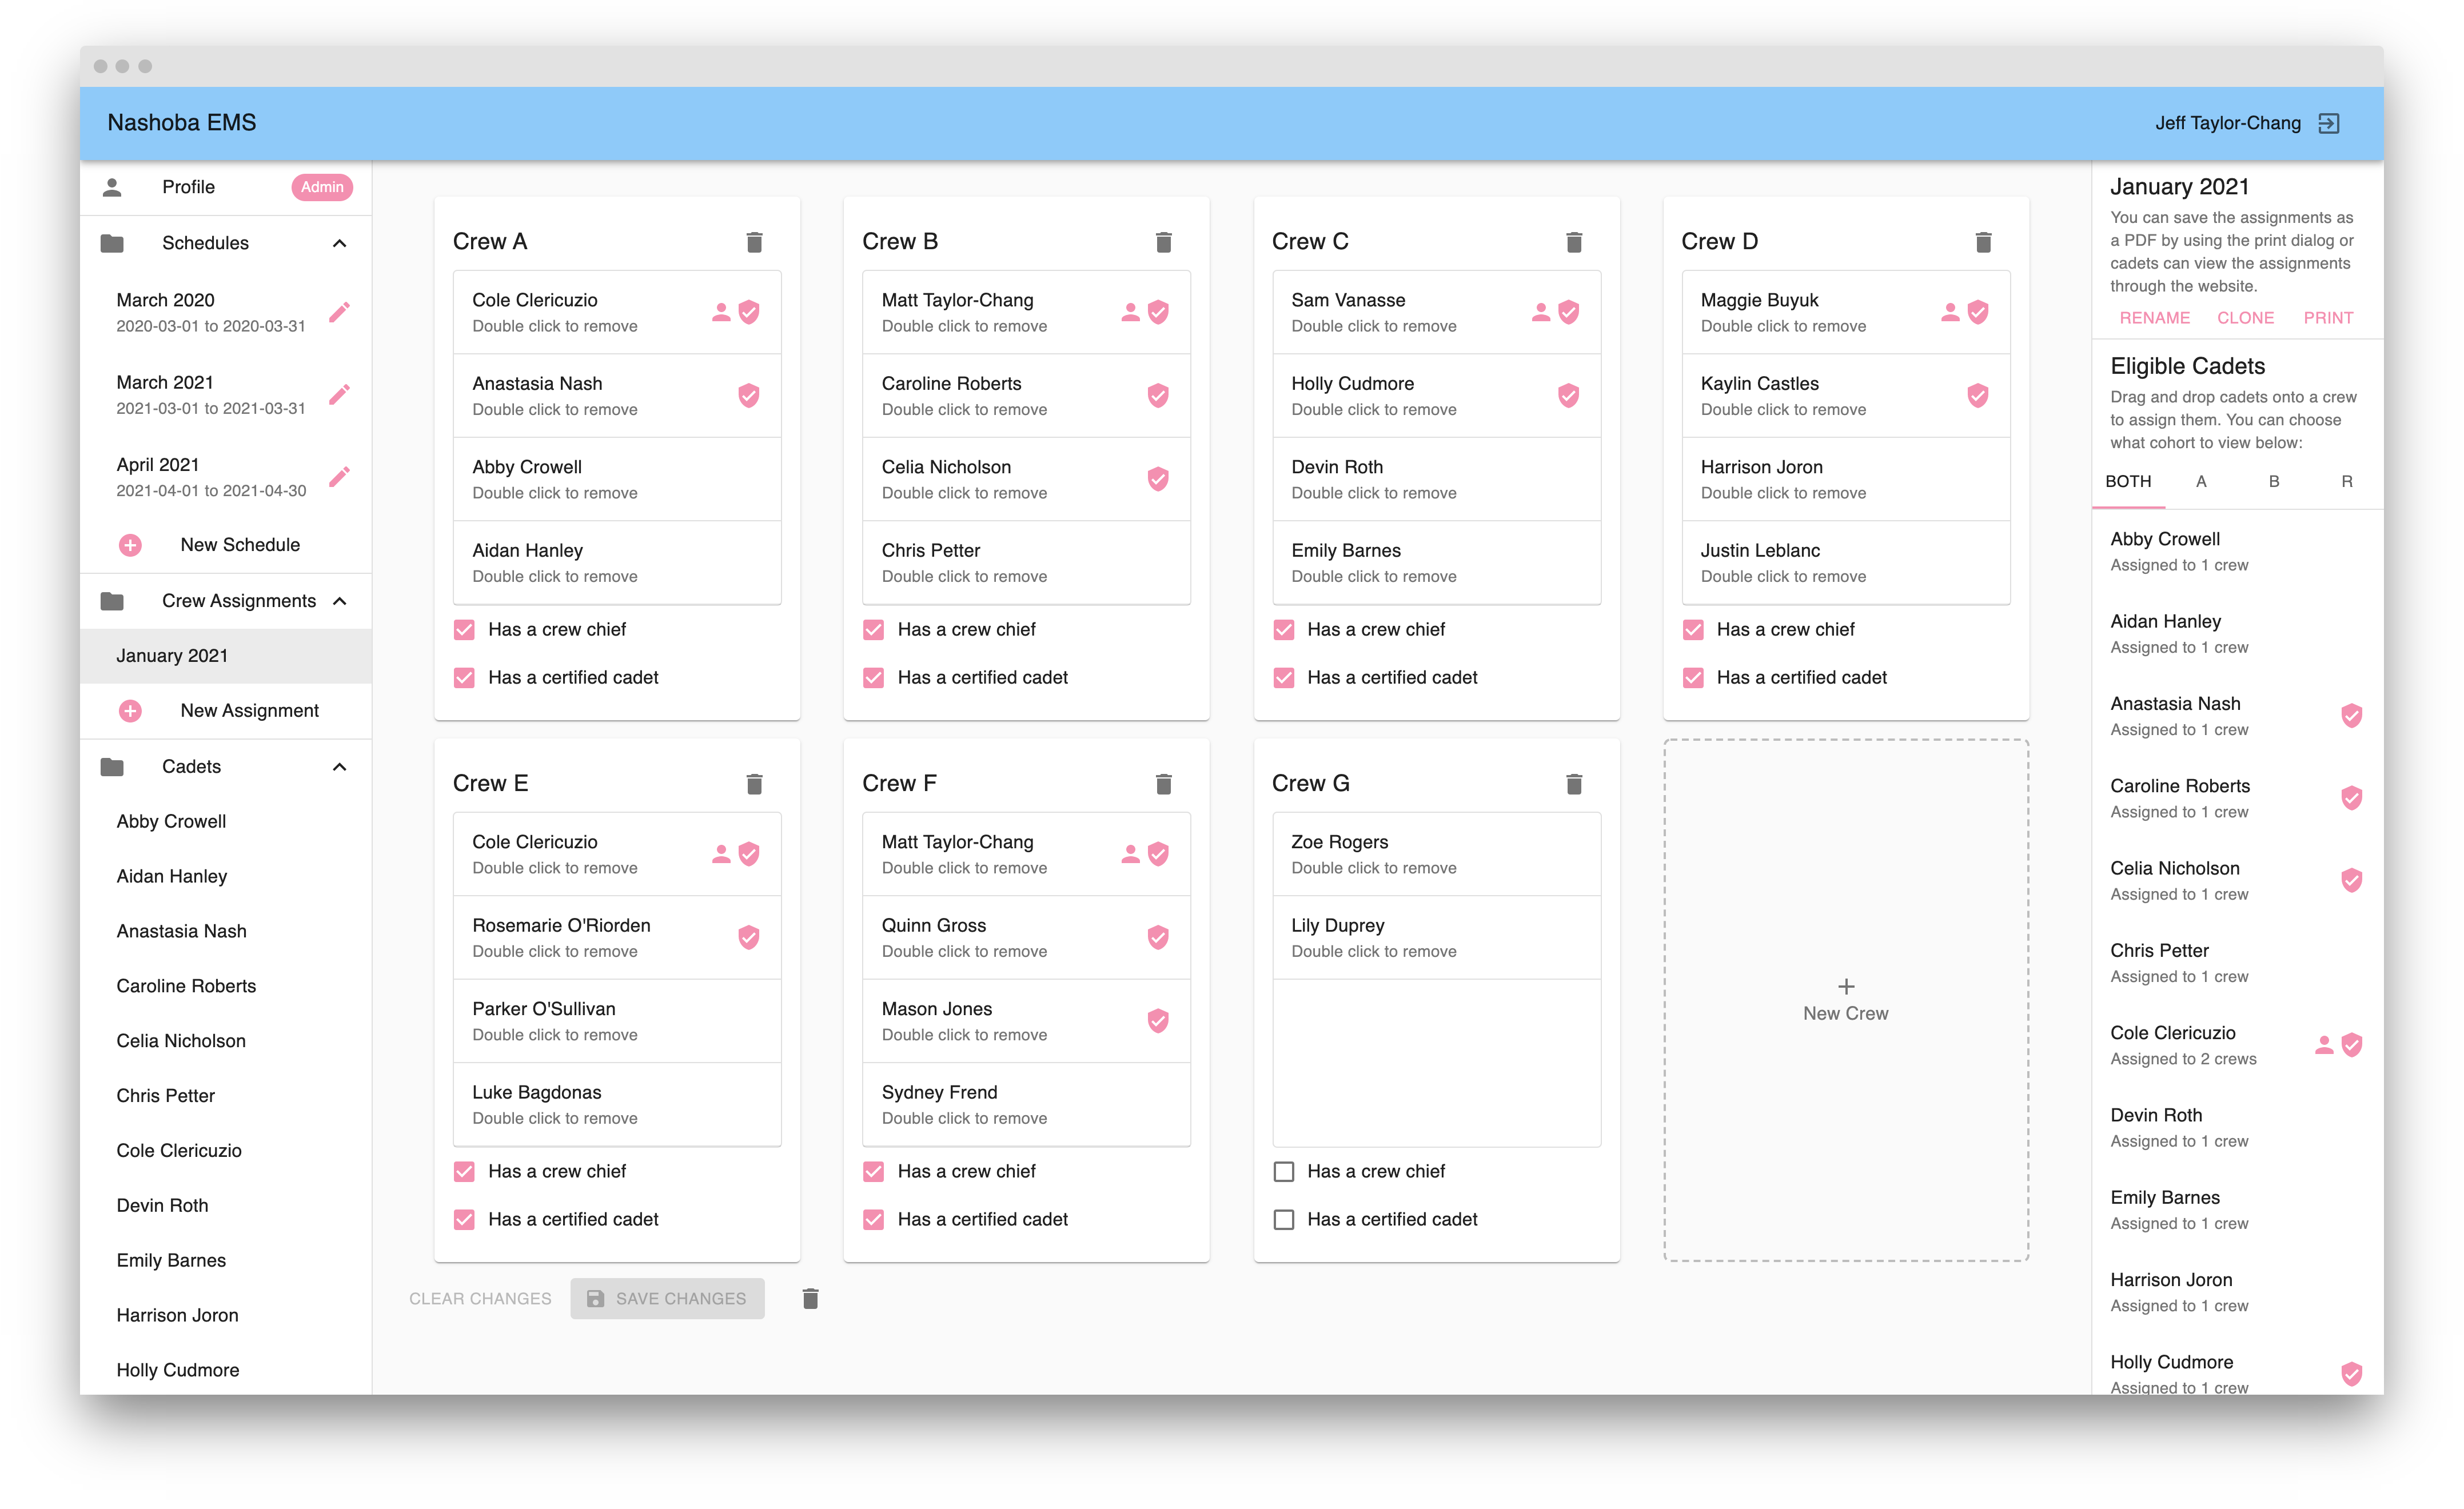 Nashoba EMS
Jeff Taylor-Chang
Profile
Admin
Schedules
March 2020
2020-03-01 to 2020-03-31
March 2021
2021-03-01 to 2021-03-31
April 2021
2021-04-01 to 2021-04-30
New Schedule
Crew Assignments
January 2021
New Assignment
Cadets
Abby Crowell
Aidan Hanley
Anastasia Nash
Caroline Roberts
Celia Nicholson
Chris Petter
Cole Clericuzio
Devin Roth
Emily Barnes
Harrison Joron
Holly Cudmore
Crew A
Cole Clericuzio
Double click to remove
Anastasia Nash
Double click to remove
Abby Crowell
Double click to remove
Aidan Hanley
Double click to remove
Has a crew chief
Has a certified cadet
Crew B
Matt Taylor-Chang
Double click to remove
Caroline Roberts
Double click to remove
Celia Nicholson
Double click to remove
Chris Petter
Double click to remove
Has a crew chief
Has a certified cadet
Crew C
Sam Vanasse
Double click to remove
Holly Cudmore
Double click to remove
Devin Roth
Double click to remove
Emily Barnes
Double click to remove
Has a crew chief
Has a certified cadet
Crew D
Maggie Buyuk
Double click to remove
Kaylin Castles
Double click to remove
Harrison Joron
Double click to remove
Justin Leblanc
Double click to remove
Has a crew chief
Has a certified cadet
Crew E
Cole Clericuzio
Double click to remove
Rosemarie O'Riorden
Double click to remove
Parker O'Sullivan
Double click to remove
Luke Bagdonas
Double click to remove
Has a crew chief
Has a certified cadet
Crew F
Matt Taylor-Chang
Double click to remove
Quinn Gross
Double click to remove
Mason Jones
Double click to remove
Sydney Frend
Double click to remove
Has a crew chief
Has a certified cadet
Crew G
Zoe Rogers
Double click to remove
Lily Duprey
Double click to remove
Has a crew chief
Has a certified cadet
New Crew
CLEAR CHANGES
SAVE CHANGES
January 2021
You can save the assignments as
a PDF by using the print dialog or
cadets can view the assignments
through the website.
RENAME CLONE PRINT
Eligible Cadets
Drag and drop cadets onto a crew
to assign them. You can choose
what cohort to view below:
BOTH A B R
Abby Crowell
Assigned to 1 crew
Aidan Hanley
Assigned to 1 crew
Anastasia Nash
Assigned to 1 crew
Caroline Roberts
Assigned to 1 crew
Celia Nicholson
Assigned to 1 crew
Chris Petter
Assigned to 1 crew
Cole Clericuzio
Assigned to 2 crews
Devin Roth
Assigned to 1 crew
Emily Barnes
Assigned to 1 crew
Harrison Joron
Assigned to 1 crew
Holly Cudmore
Assigned to 1 crew